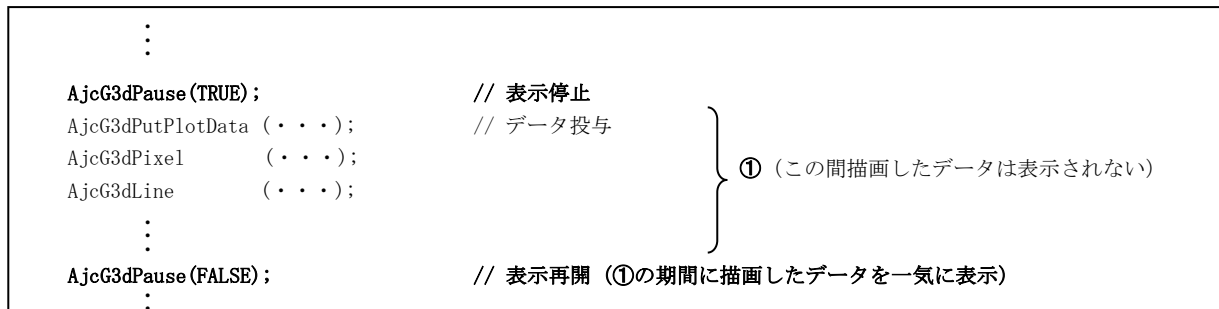 AjcG3dPause(TRUE); // 表示停止
AjcG3dPutPlotData (・・・); // データ投与
AjcG3dPixel (・・・);
① (この間描画したデータは表示されない)
AjcG3dLine (・・・);
AjcG3dPause(FALSE); // 表示再開 (①の期間に描画したデータを一気に表示)